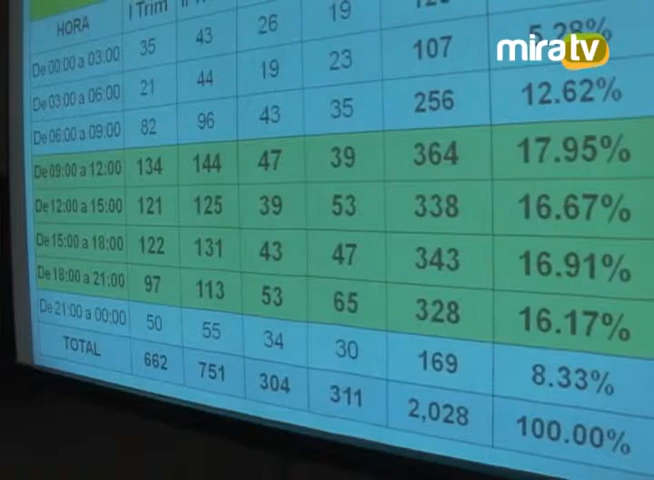 HORA I Trim
De 00:00 a 03:00 35 43 26 19
De 03:00 a 06:00 21 44 19 23 107 5.28%
De 06:00 a 09:00 82 96 43 35 256 12.62%
De 09:00 a 12:00 134 144 47 39 364 17.95%
De 12:00 a 15:00 121 125 39 53 338 16.67%
De 15:00 a 18:00 122 131 43 47 343 16.91%
De 18:00 a 21:00 97 113 53 65 328 16.17%
De 21:00 a 00:00 50 55 34 30 169 8.33%
TOTAL 662 751 304 311 2,028 100.00%
miratv